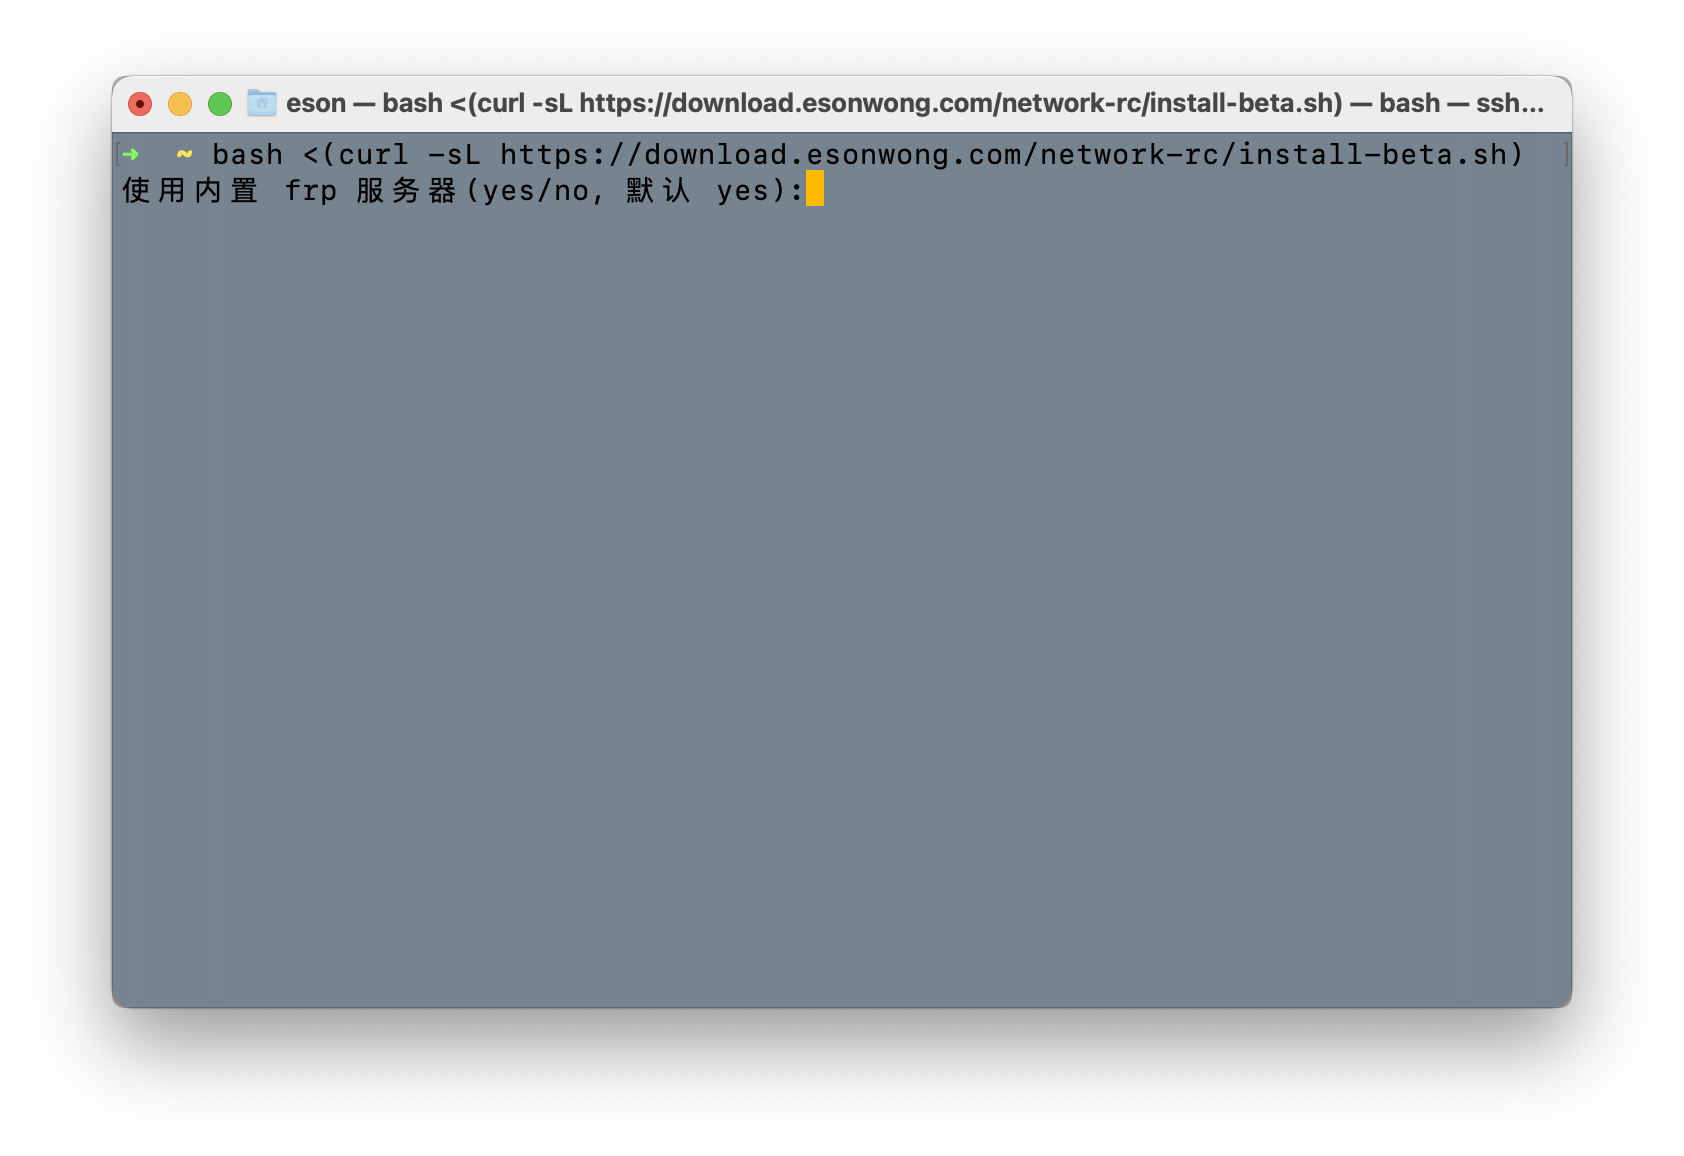 eson — bash <(curl -sL https://download.esonwong.com/network-rc/install-beta.sh) — bash — ssh...
[➜  ~ bash <(curl -sL https://download.esonwong.com/network-rc/install-beta.sh) ]
使用内置 frp 服务器(yes/no, 默认 yes):